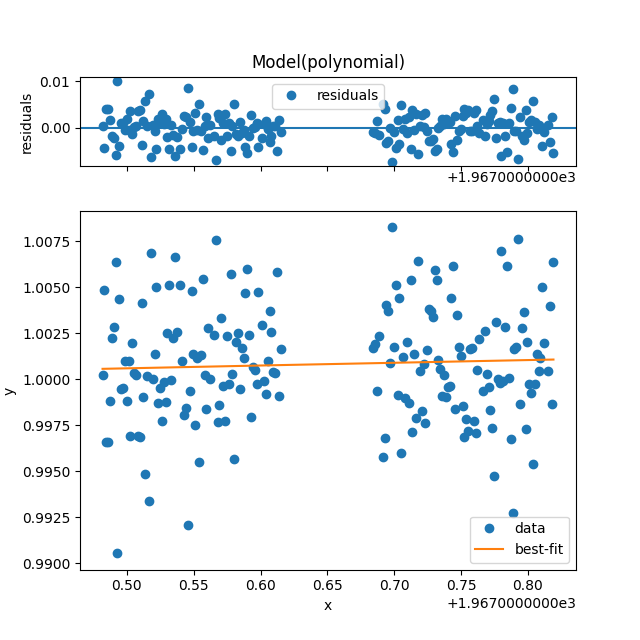 Model(polynomial)
0.01
0.00
residuals
residuals
+1.9670000000e3
1.0075
1.0050
1.0025
1.0000
0.9975
0.9950
0.9925
0.9900
y
data
best-fit
0.50 0.55 0.60 0.65 0.70 0.75 0.80
x
+1.9670000000e3